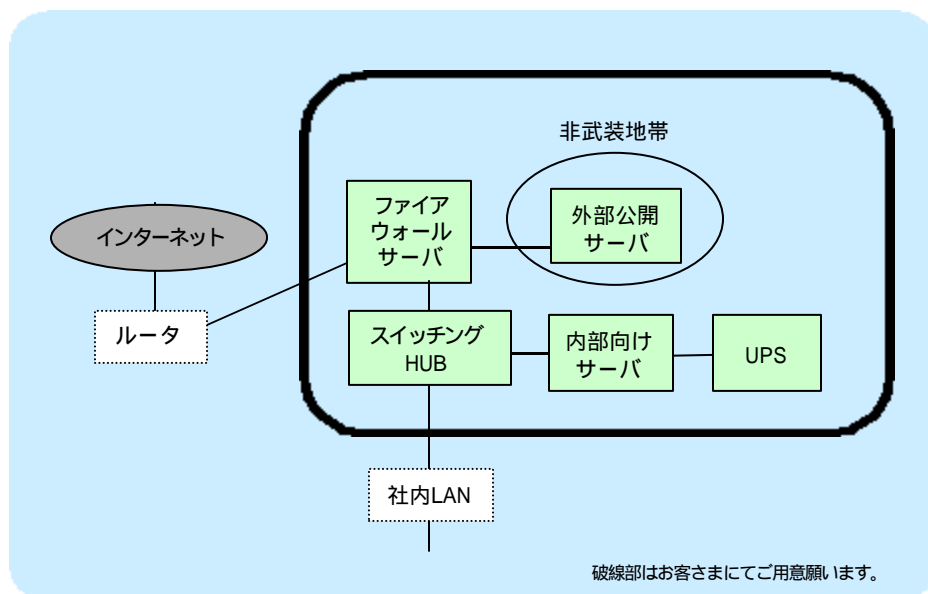 非武装地帯
ファイア
ウォール
サーバ
外部公開
サーバ
インターネット
ルータ
スイッチング
HUB
内部向け
サーバ
UPS
社内LAN
破線部はお客さまにてご用意願います。